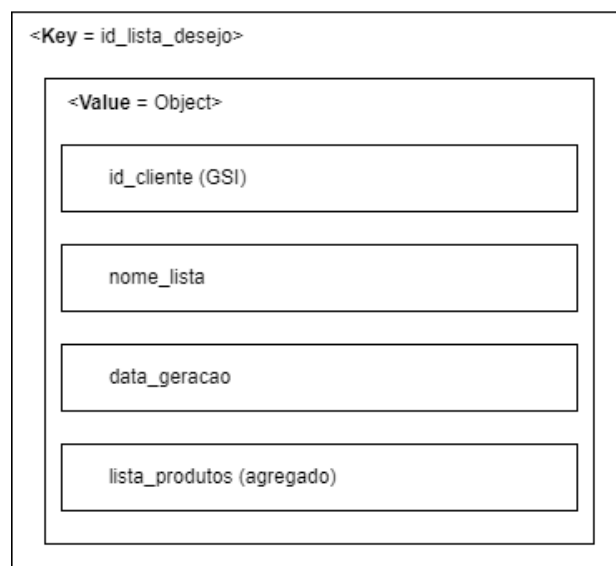 <Key = id_lista_desejo>
<Value = Object>
id_cliente (GSI)
nome_lista
data_geracao
lista_produtos (agregado)